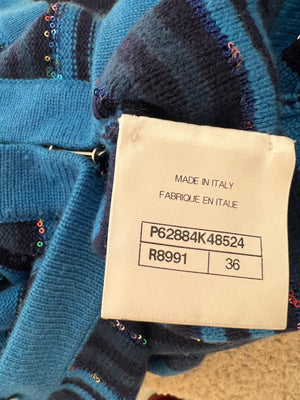 MADE IN ITALY
FABRIQUE EN ITALIE
P62884K48524
R8991 36